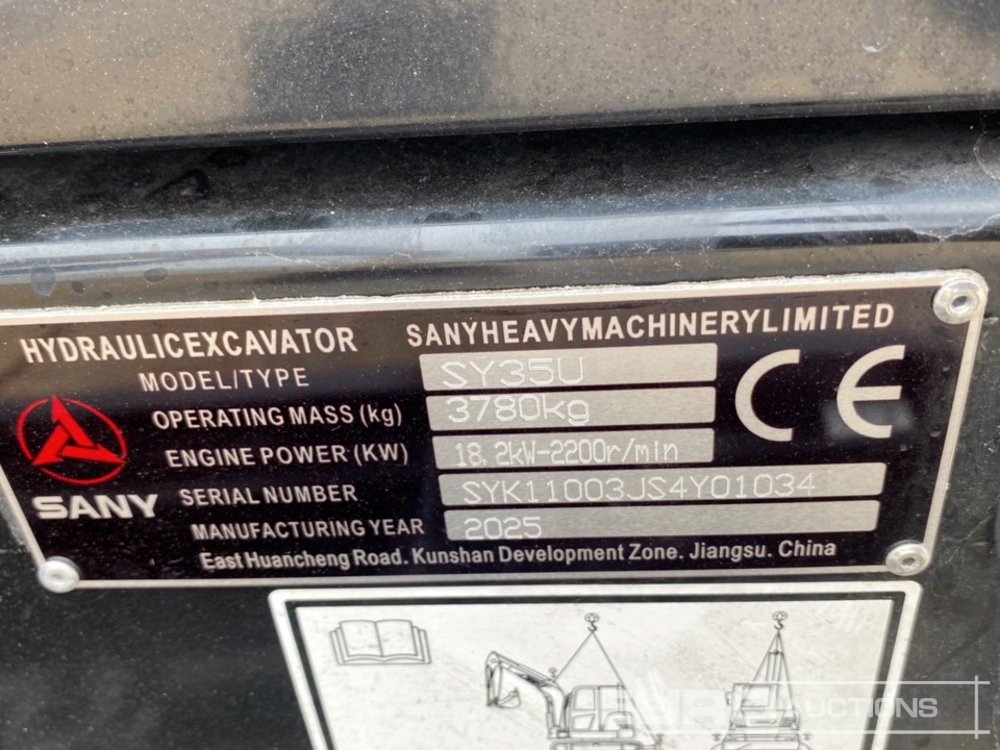 HYDRAULICEXCAVATOR SANYHEAVYMACHINERYLIMITED
MODEL/TYPE SY35U
OPERATING MASS (kg) 3780kg
ENGINE POWER (KW) 18.2kW-2200r/min
SANY SERIAL NUMBER SYK11003JS4Y01034
MANUFACTURING YEAR 2025
East Huancheng Road. Kunshan Development Zone. Jiangsu. China
CE
AUCTIONS